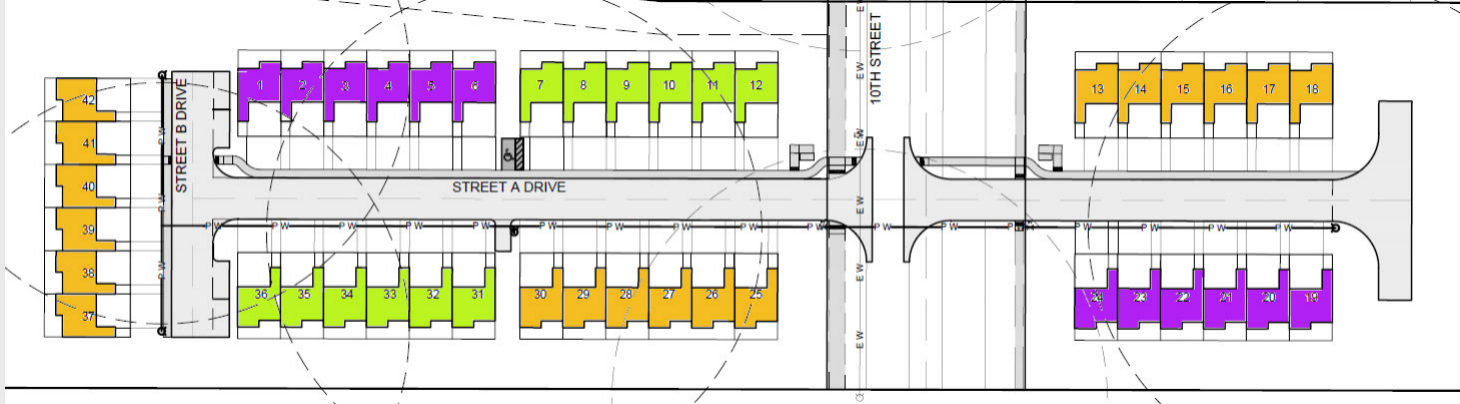 10TH STREET
STREET B DRIVE
STREET A DRIVE
1 2 3 4 5 6
7 8 9 10 11 12
13 14 15 16 17 18
42
41
40
39
38
37
36 35 34 33 32 31
30 29 28 27 26 25
24 23 22 21 20 19
E W
E W
E W
E W
E W
P W
P W
P W
P W
P W P W P W P W P W P W P W P W P W P W P W P W P W P W P W